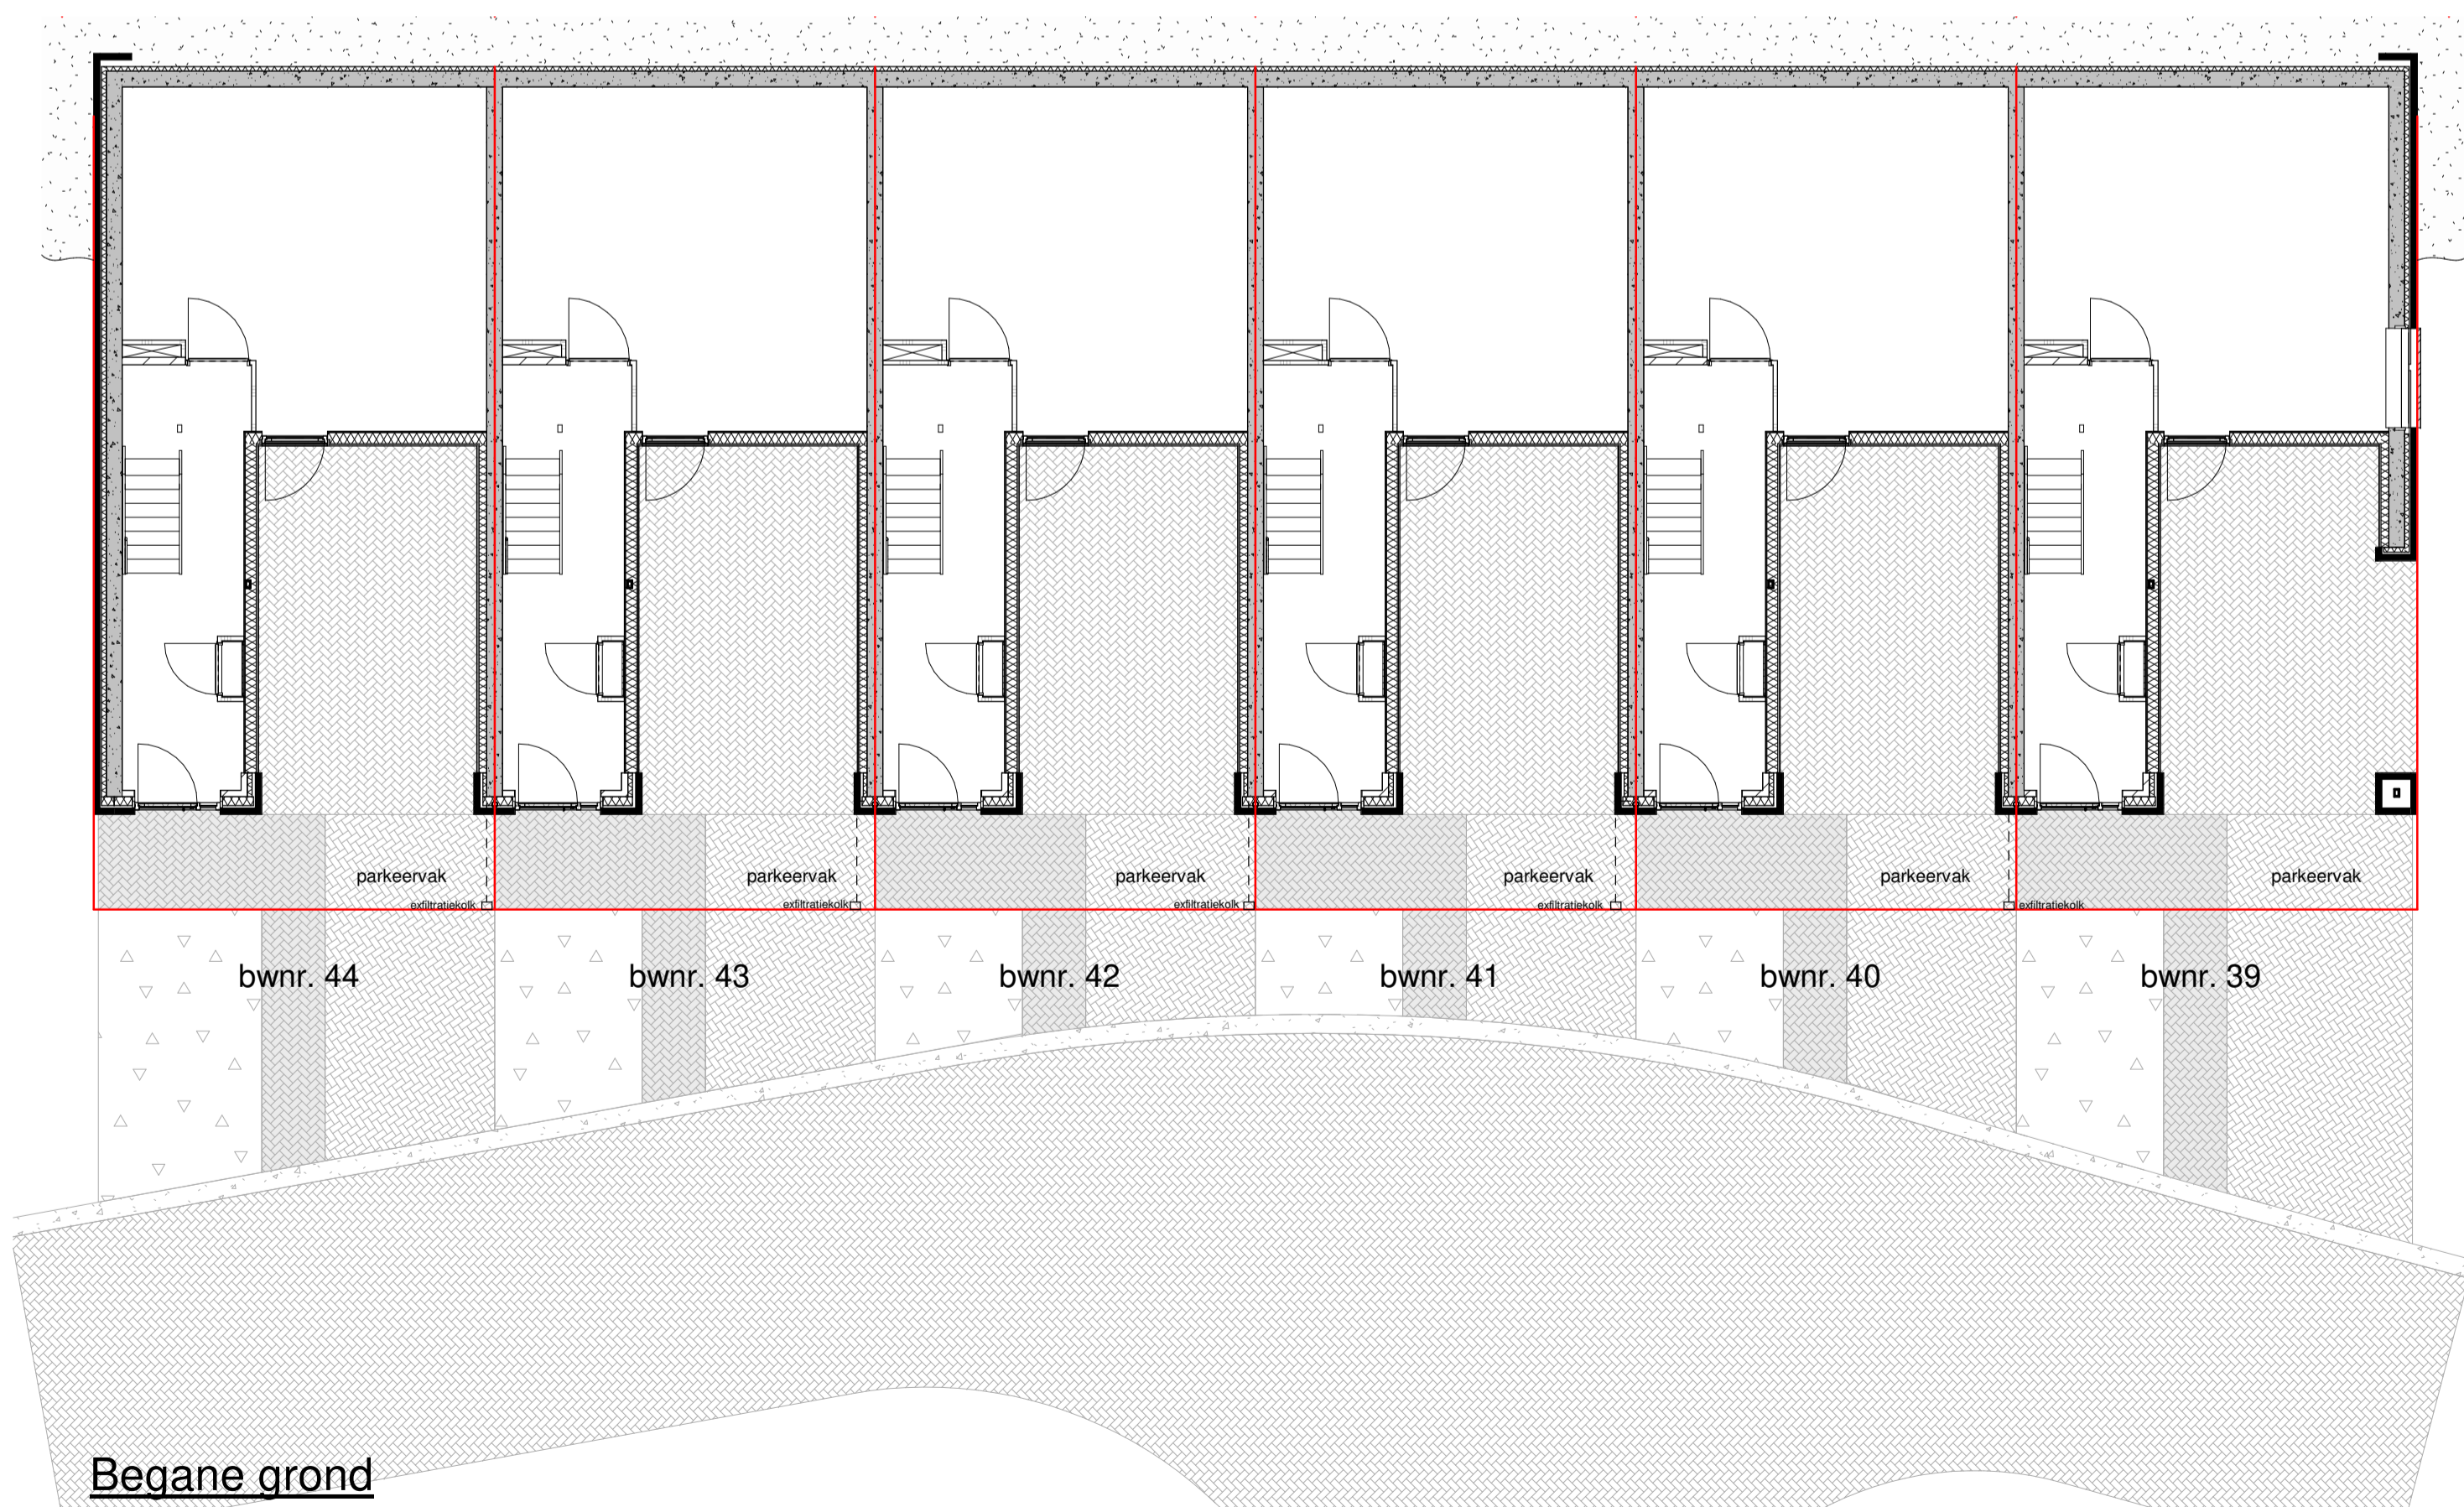 parkeervak parkeervak parkeervak parkeervak parkeervak parkeervak
exfiltratiekolk exfiltratiekolk exfiltratiekolk exfiltratiekolk exfiltratiekolk
bwnr. 44 bwnr. 43 bwnr. 42 bwnr. 41 bwnr. 40 bwnr. 39
Begane grond